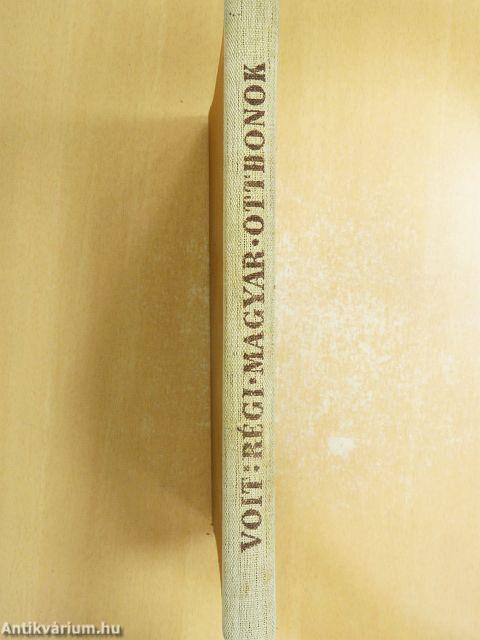 VOIT: RÉGI · MAGYAR · OTTHONOK
Antikvárium.hu